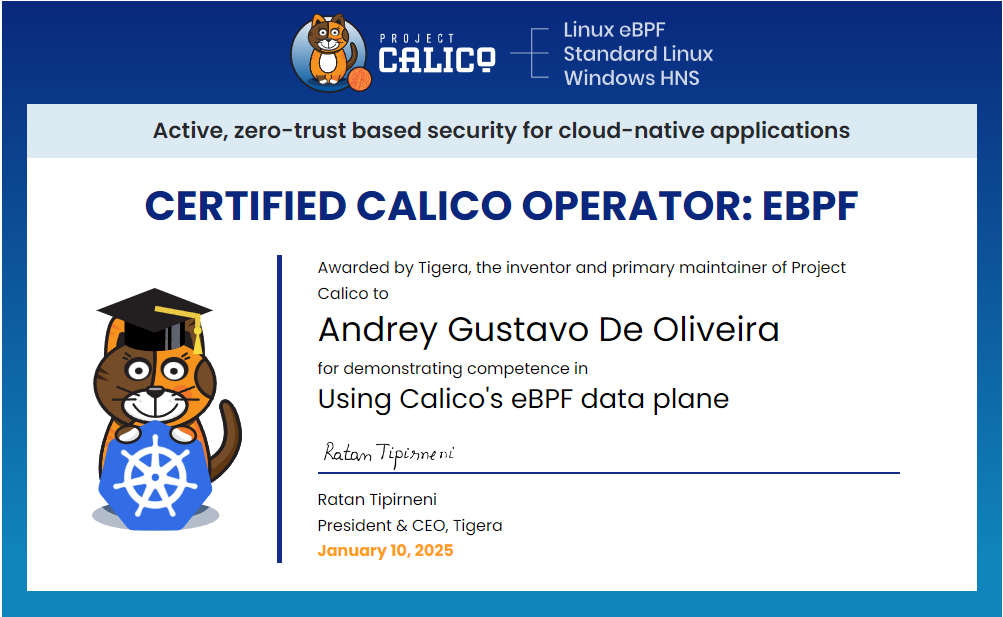 PROJECT
CALICO
Linux eBPF
Standard Linux
Windows HNS
Active, zero-trust based security for cloud-native applications
CERTIFIED CALICO OPERATOR: EBPF
Awarded by Tigera, the inventor and primary maintainer of Project
Calico to
Andrey Gustavo De Oliveira
for demonstrating competence in
Using Calico's eBPF data plane
Ratan Tipirneni
Ratan Tipirneni
President & CEO, Tigera
January 10, 2025